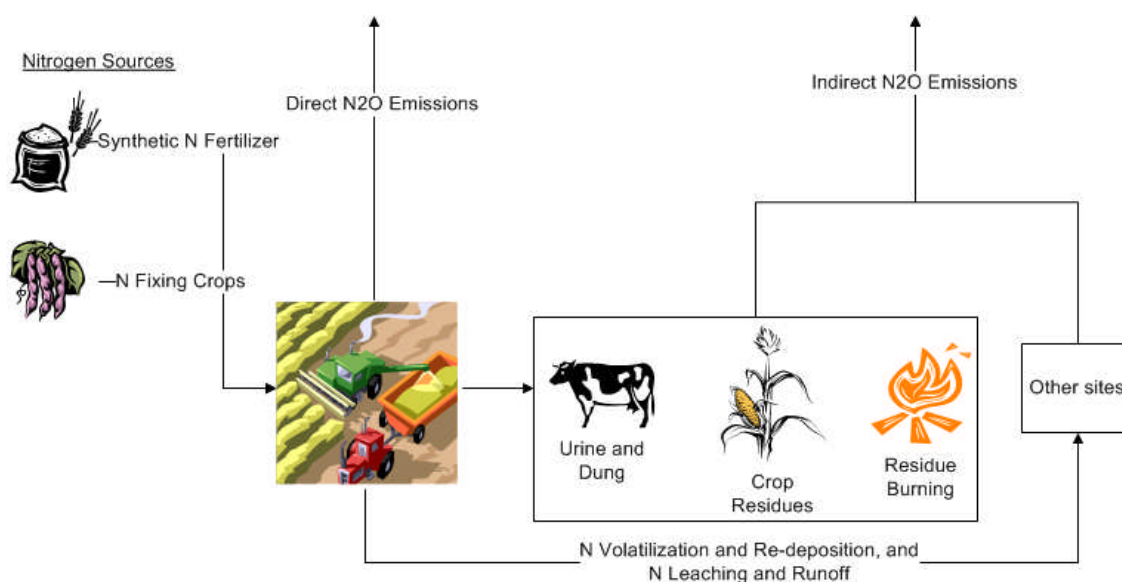 Nitrogen Sources
Synthetic N Fertilizer
N Fixing Crops
Direct N2O Emissions
Indirect N2O Emissions
Urine and
Dung
Crop
Residues
Residue
Burning
Other sites
N Volatilization and Re-deposition, and
N Leaching and Runoff